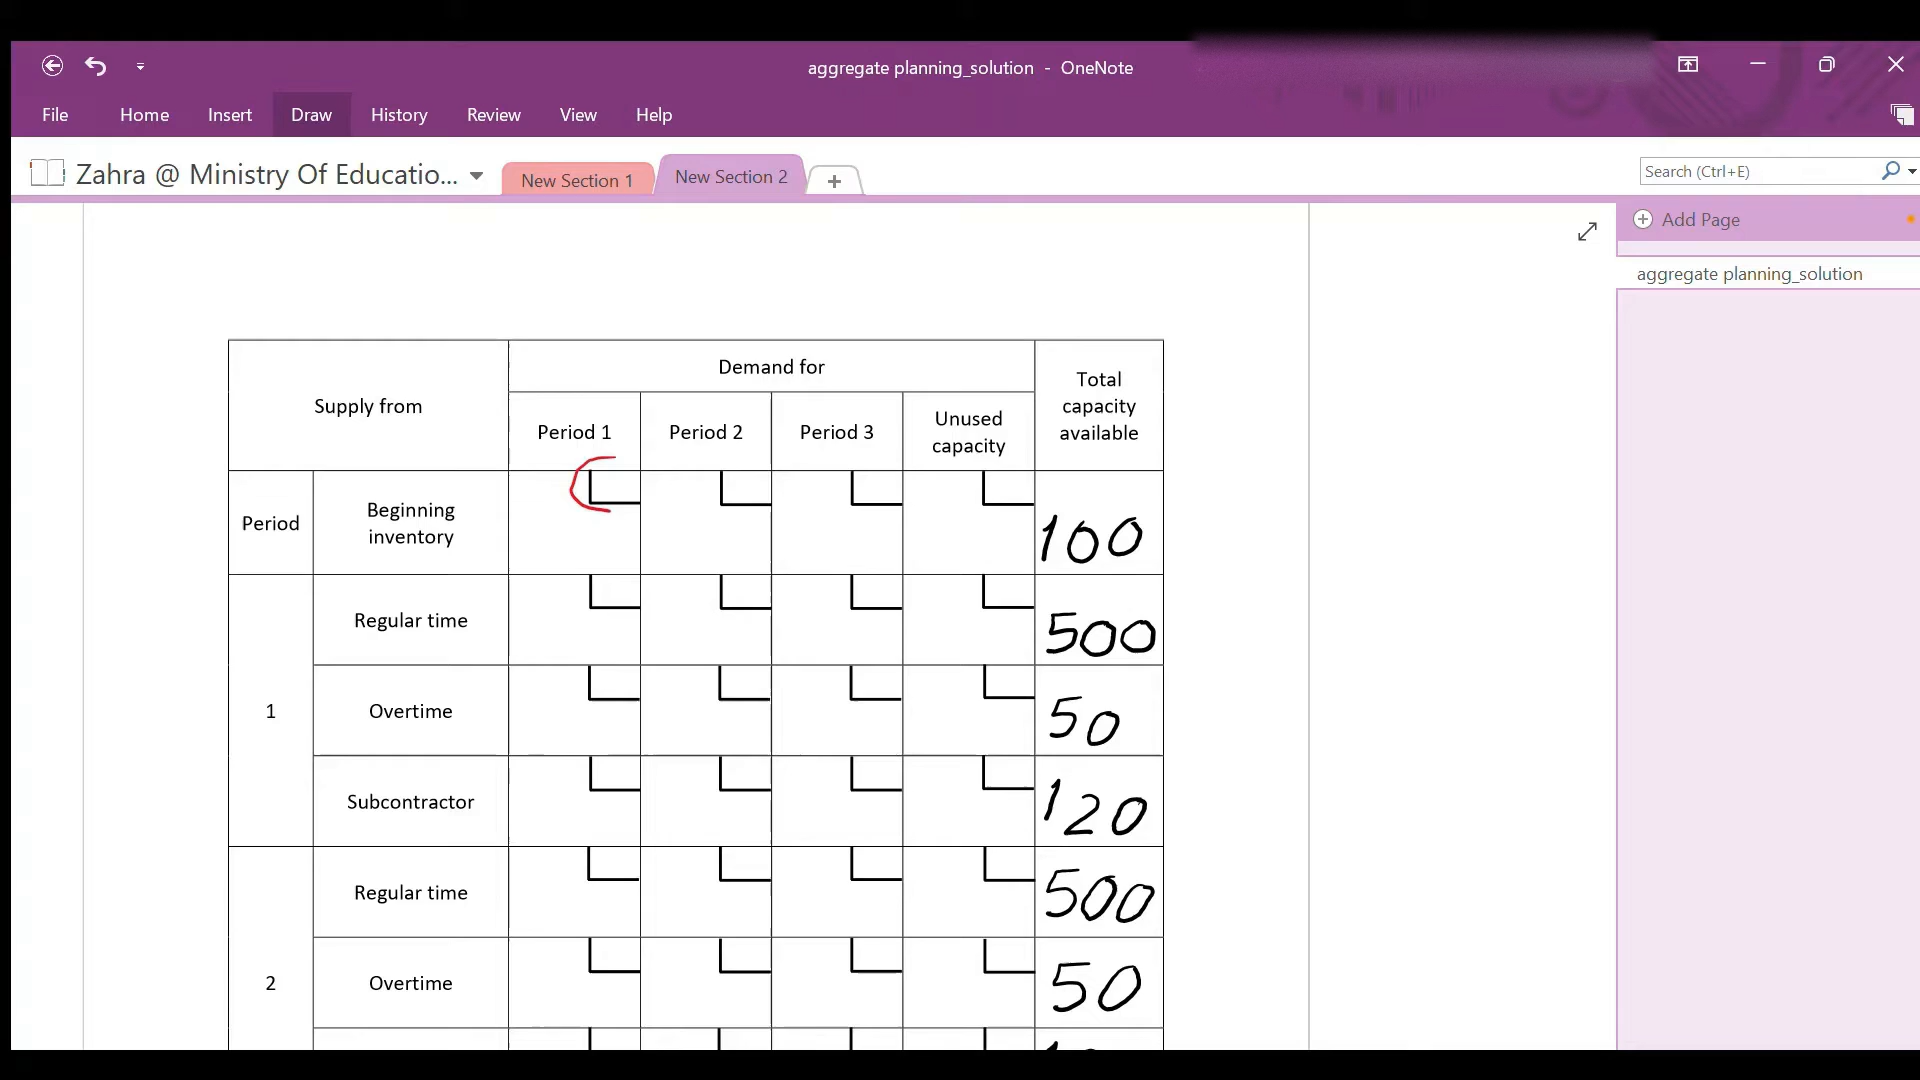 aggregate planning_solution - OneNote
File Home Insert Draw History Review View Help
Zahra @ Ministry Of Educatio... New Section 1 New Section 2 Search (Ctrl+E)
Add Page
aggregate planning_solution
Supply from
Demand for
Total
capacity
available
Period 1 Period 2 Period 3
Unused
capacity
Period
Beginning
inventory
100
1
Regular time
500
Overtime
50
Subcontractor
120
2
Regular time
500
Overtime
50